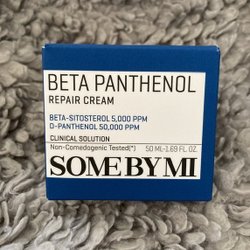 BETA PANTHENOL
REPAIR CREAM
BETA-SITOSTEROL 5,000 PPM
D-PANTHENOL 50,000 PPM
CLINICAL SOLUTION
Non-Comedogenic Tested(*)
50 ML-1.69 FL. OZ.
SOME BY MI